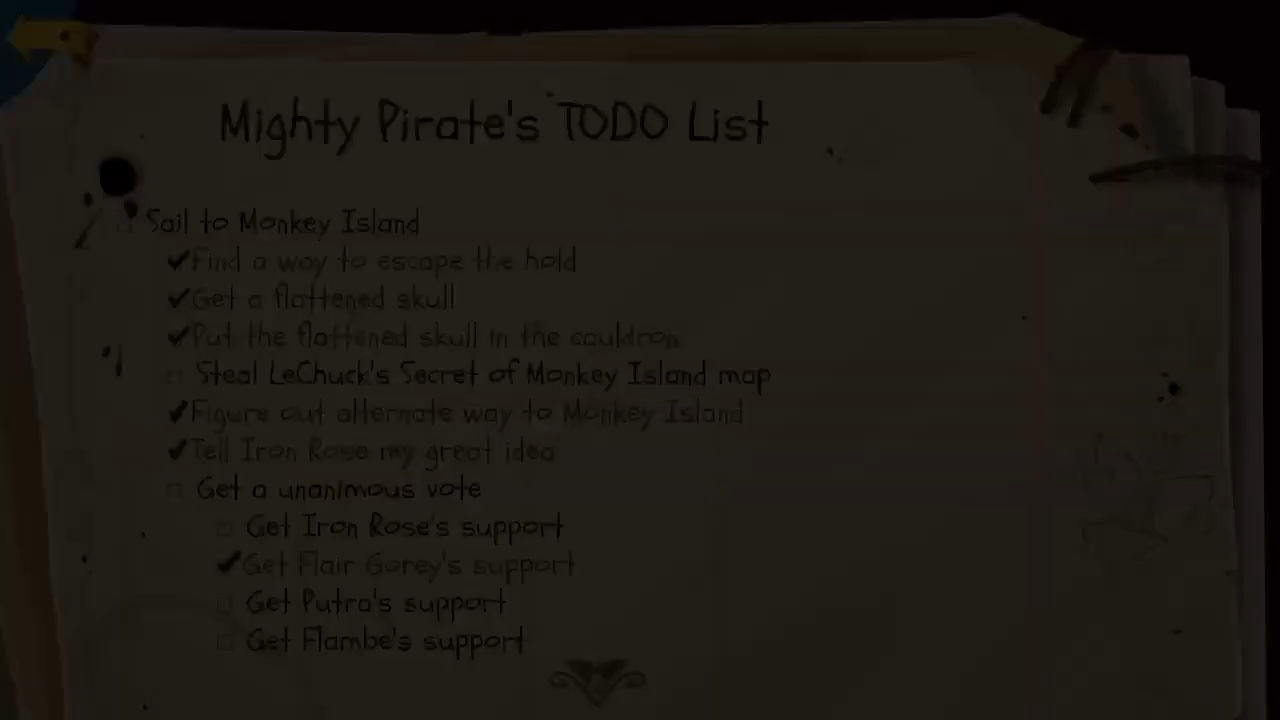 Mighty Pirate's TODO List
Sail to Monkey Island
Find a way to escape the hold
Get a flattened skull
Put the flattened skull in the cauldron
Steal LeChuck's Secret of Monkey Island map
Figure out alternate way to Monkey Island
Tell Iron Rose my great idea
Get a unanimous vote
Get Iron Rose's support
Get Flair Gorey's support
Get Putra's support
Get Flambe's support